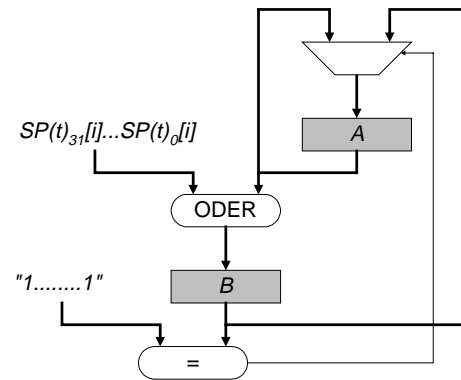 A
SP(t)31[i]...SP(t)0[i]
ODER
"1........1"
B
=